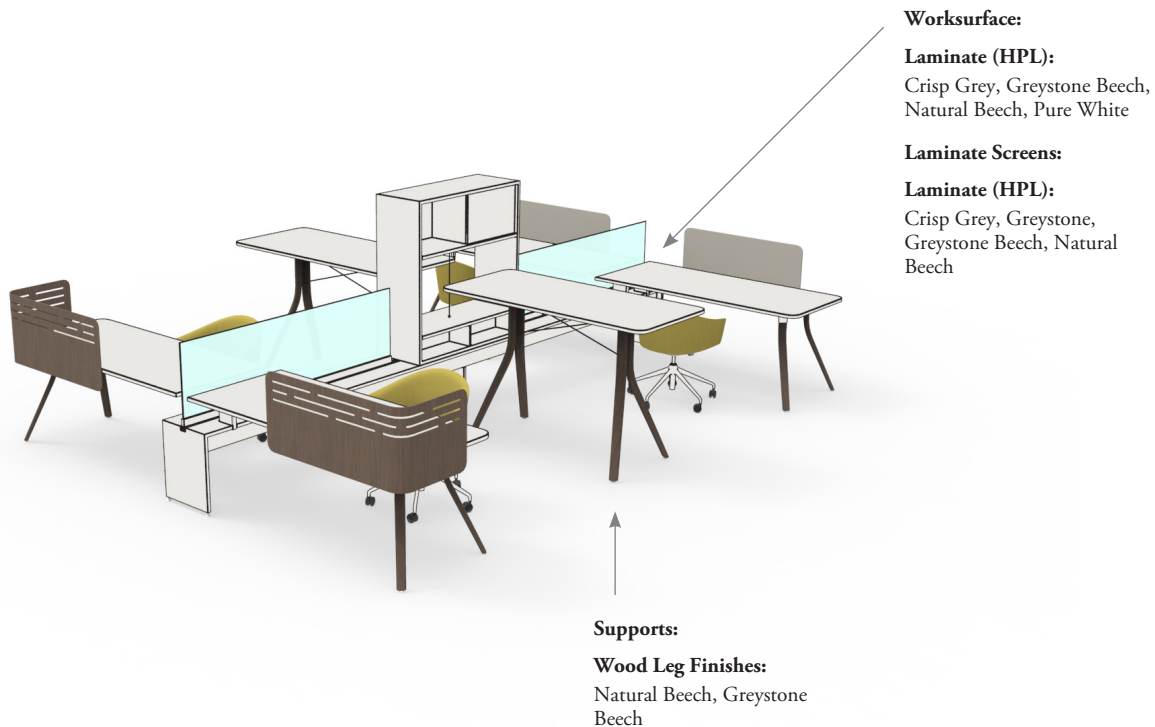 Worksurface:
Laminate (HPL):
Crisp Grey, Greystone Beech,
Natural Beech, Pure White
Laminate Screens:
Laminate (HPL):
Crisp Grey, Greystone,
Greystone Beech, Natural
Beech
Supports:
Wood Leg Finishes:
Natural Beech, Greystone
Beech